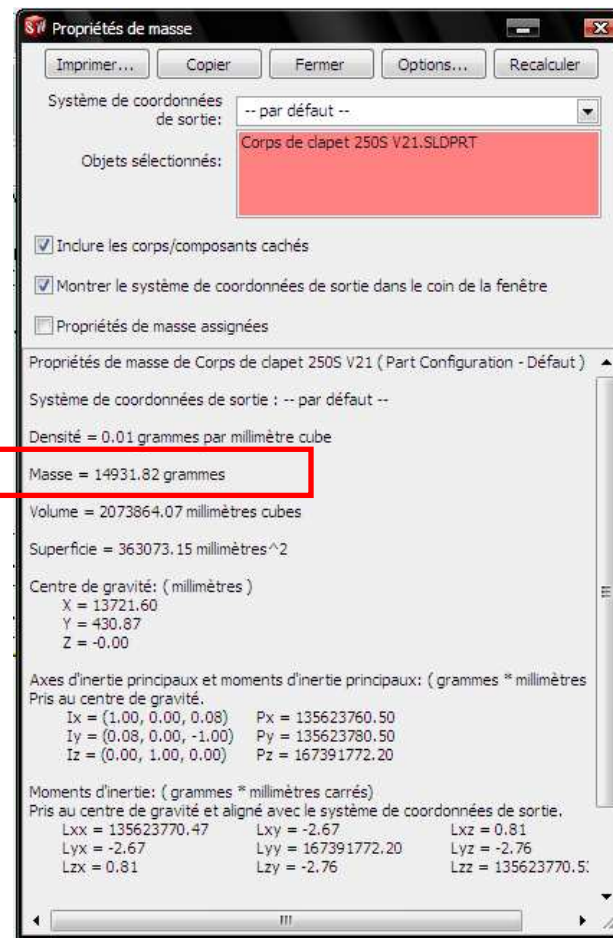 Propriétés de masse
Imprimer... Copier Fermer Options... Recalculer
Système de coordonnées
de sortie: -- par défaut --
Objets sélectionnés: Corps de clapet 250S V21.SLDPRT
Inclure les corps/composants cachés
Montrer le système de coordonnées de sortie dans le coin de la fenêtre
Propriétés de masse assignées
Propriétés de masse de Corps de clapet 250S V21 ( Part Configuration - Défaut )
Système de coordonnées de sortie : -- par défaut --
Densité = 0.01 grammes par millimètre cube
Masse = 14931.82 grammes
Volume = 2073864.07 millimètres cubes
Superficie = 363073.15 millimètres^2
Centre de gravité: ( millimètres )
X = 13721.60
Y = 430.87
Z = -0.00
Axes d'inertie principaux et moments d'inertie principaux: ( grammes * millimètres
Pris au centre de gravité.
Ix = (1.00, 0.00, 0.08) Px = 135623760.50
Iy = (0.08, 0.00, -1.00) Py = 135623780.50
Iz = (0.00, 1.00, 0.00) Pz = 167391772.20
Moments d'inertie: ( grammes * millimètres carrés)
Pris au centre de gravité et aligné avec le système de coordonnées de sortie.
Lxx = 135623770.47 Lxy = -2.67 Lxz = 0.81
Lyx = -2.67 Lyy = 167391772.20 Lyz = -2.76
Lzx = 0.81 Lzy = -2.76 Lzz = 135623770.5